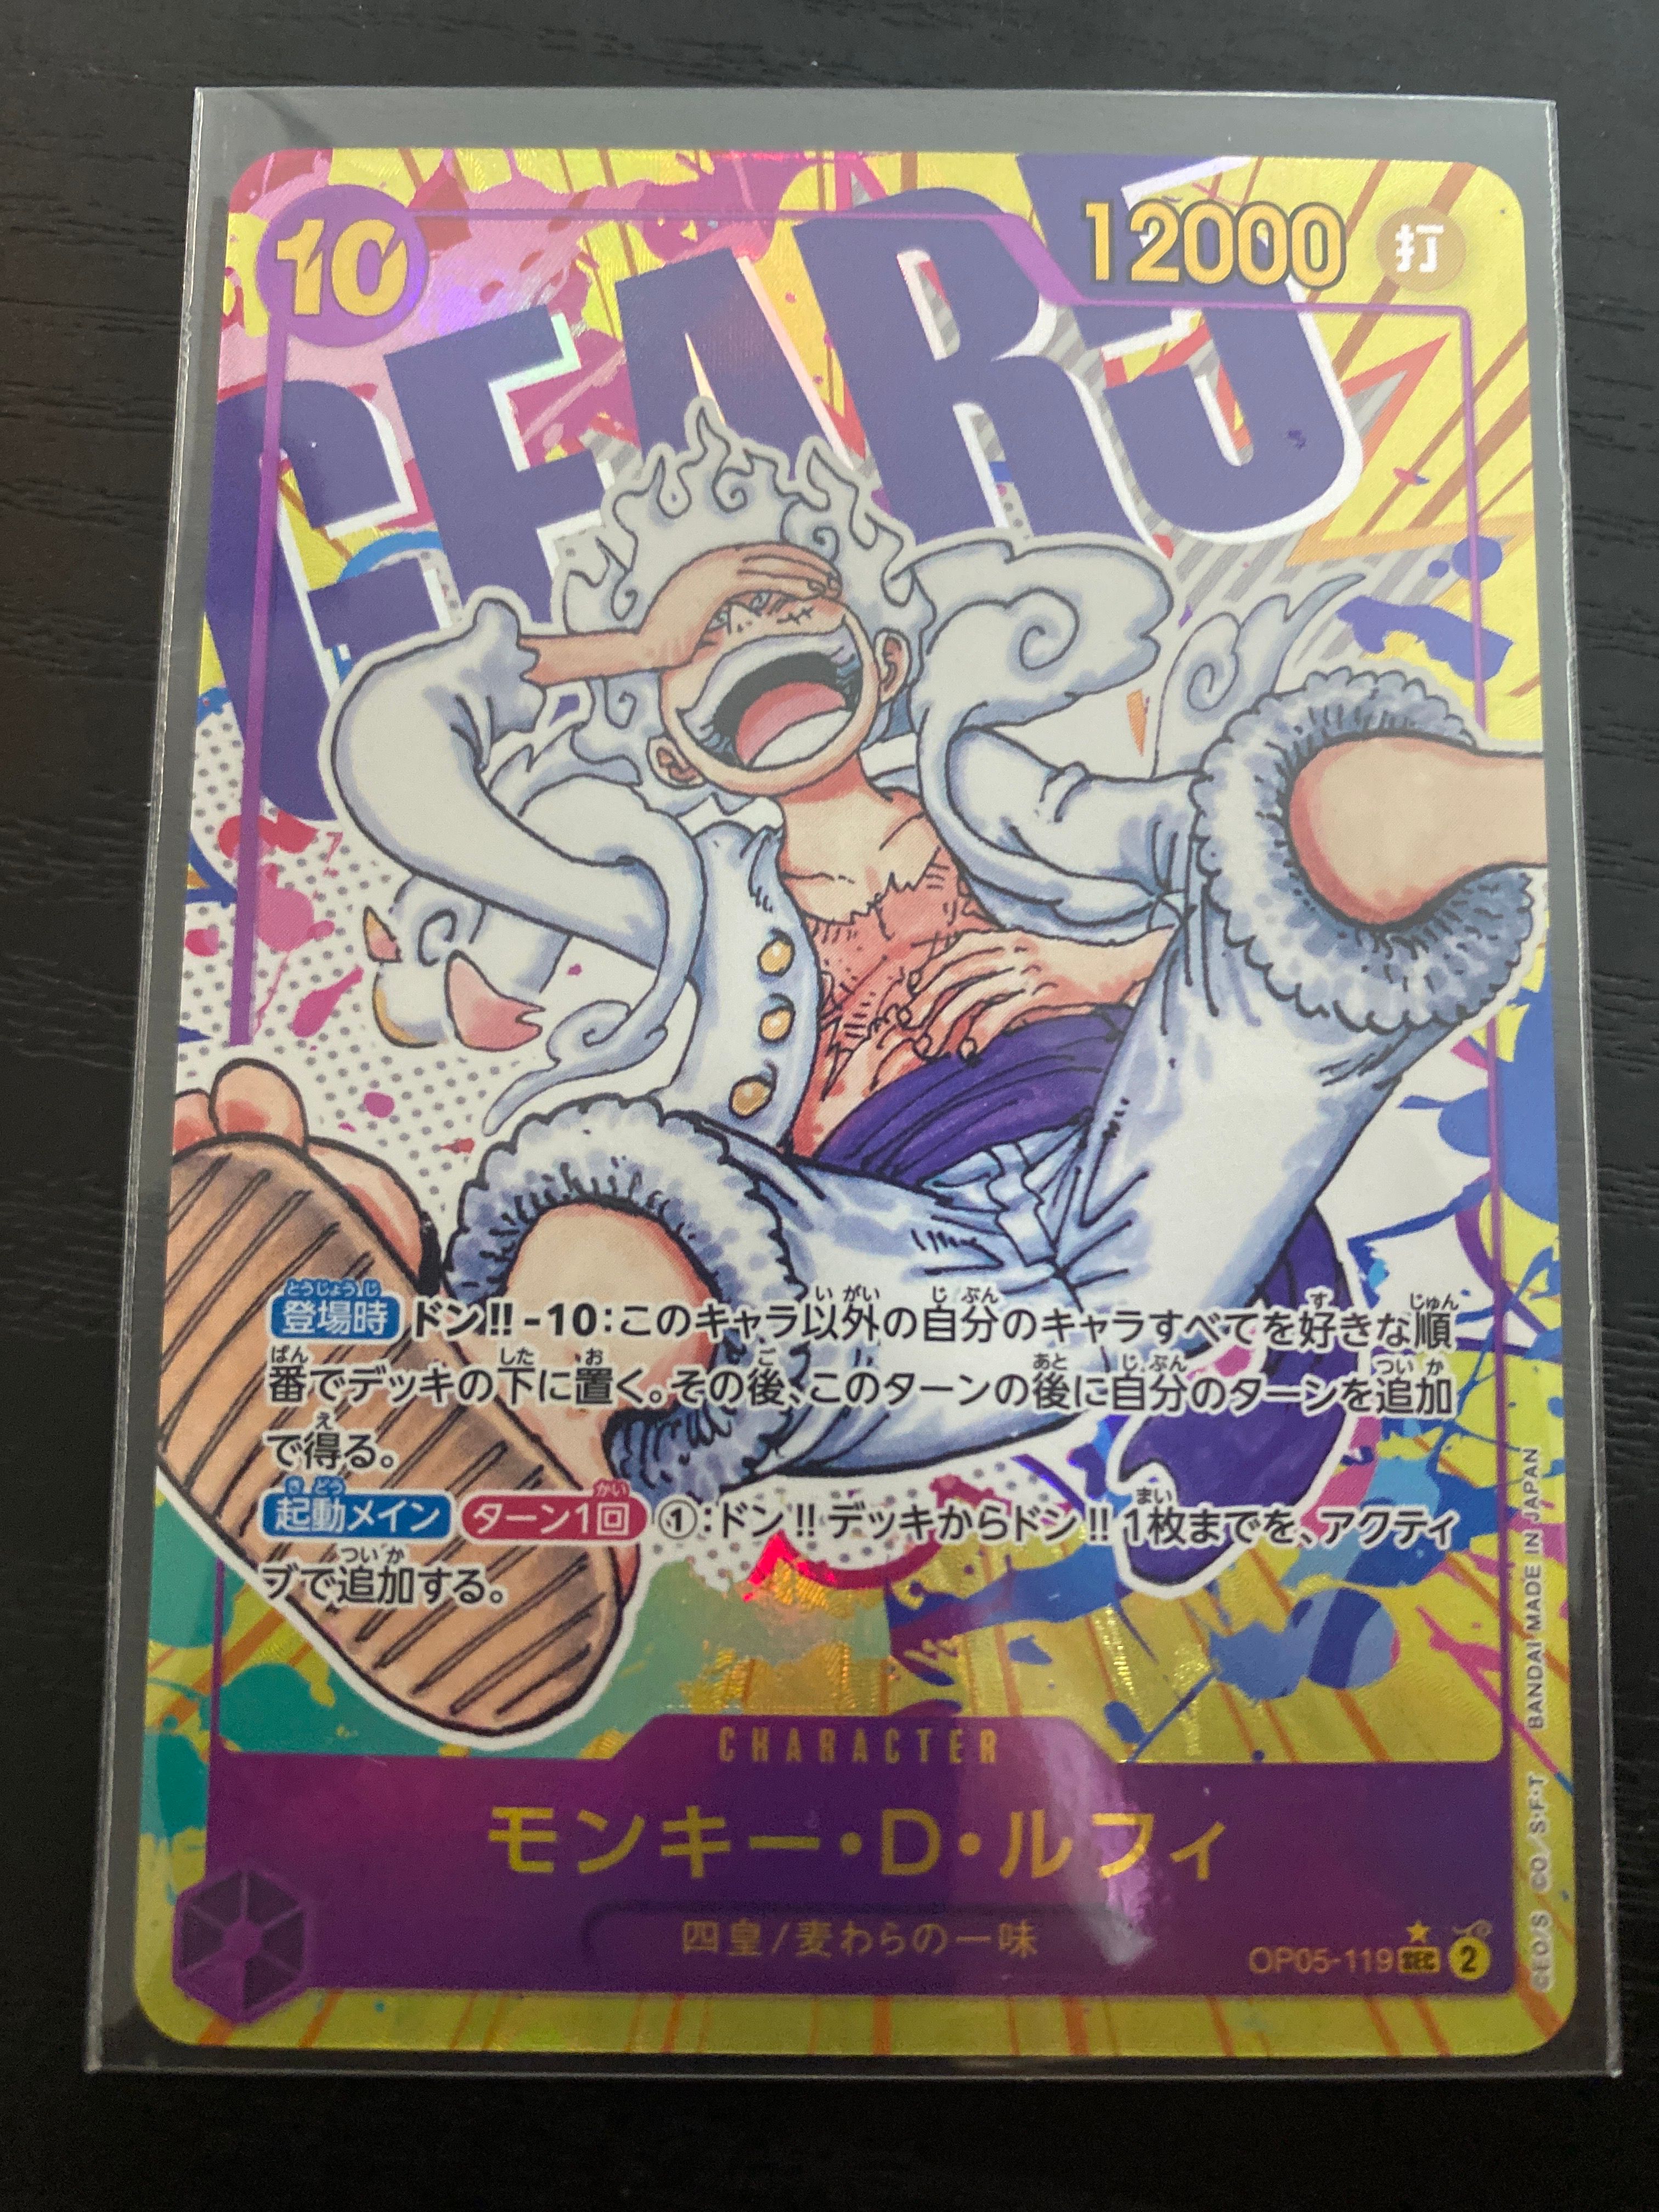 10
12000 打
GEAR5
登場時 ドン!!-10:このキャラ以外の自分のキャラすべてを好きな順
番でデッキの下に置く。その後、このターンの後に自分のターンを追加
で得る。
起動メイン ターン1回 ①:ドン!!デッキからドン!!1枚までを、アクティ
ブで追加する。
CHARACTER
モンキー・D・ルフィ
四皇/麦わらの一味
OP05-119 SEC 2
©E.O/S ©O/S・F・T BANDAI MADE IN JAPAN